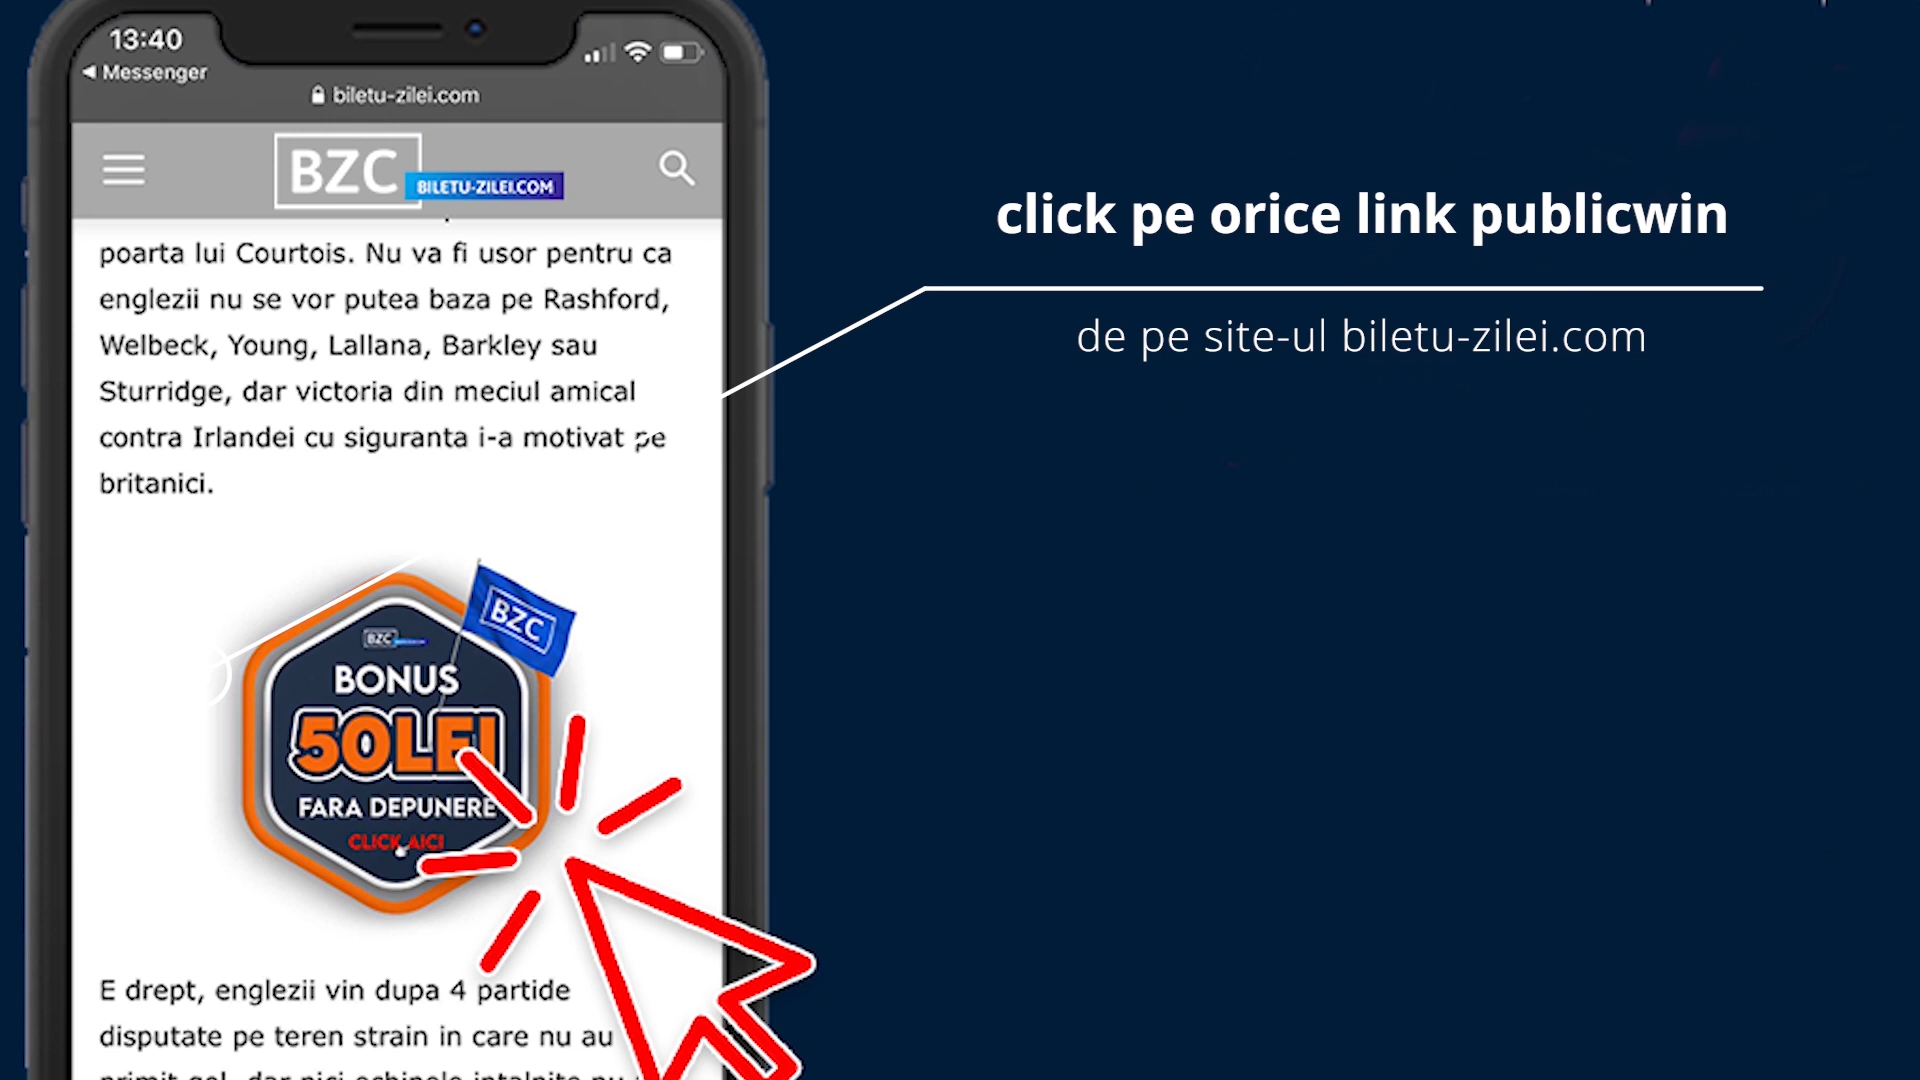 13:40
Messenger
biletu-zilei.com
BZC
BILETU-ZILEI.COM
poarta lui Courtois. Nu va fi usor pentru ca
englezii nu se vor putea baza pe Rashford,
Welbeck, Young, Lallana, Barkley sau
Sturridge, dar victoria din meciul amical
contra Irlandei cu siguranta i-a motivat pe
britanici.
BZC
BZC
BONUS
50LEI
FARA DEPUNERE
CLICK AICI
E drept, englezii vin dupa 4 partide
disputate pe teren strain in care nu au
click pe orice link publicwin
de pe site-ul biletu-zilei.com